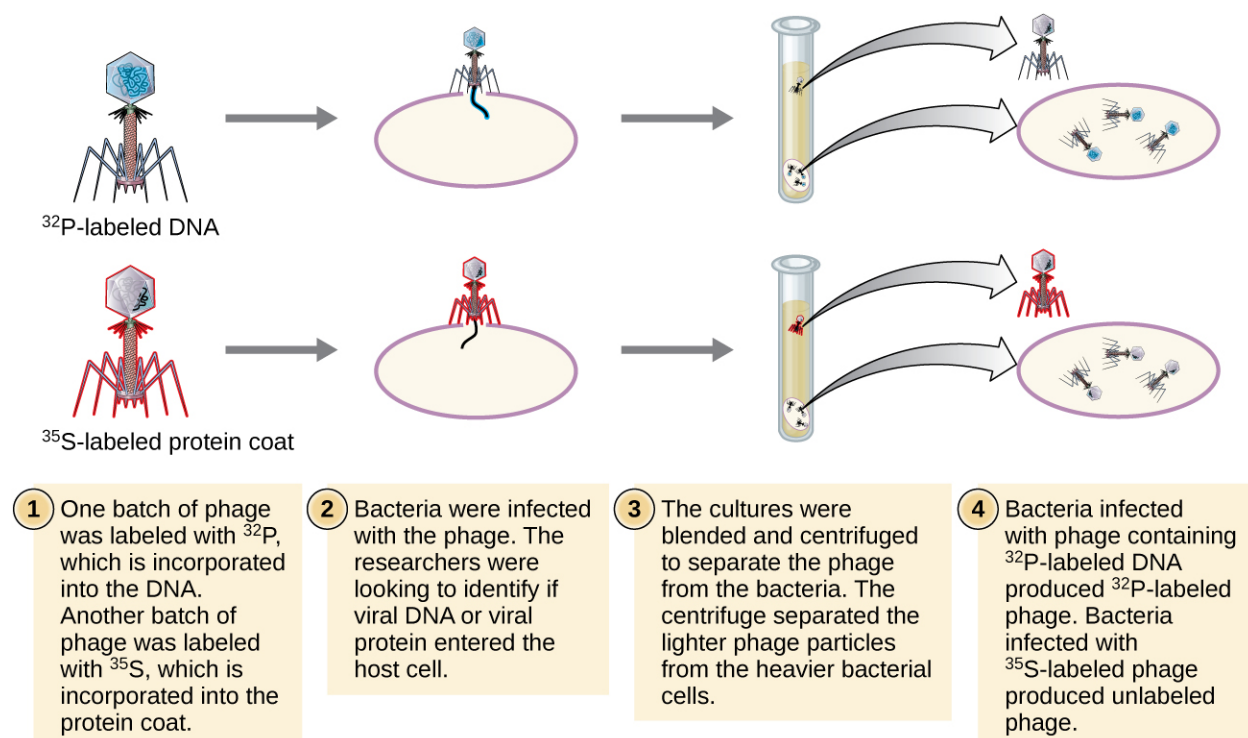 ³²P-labeled DNA
³⁵S-labeled protein coat
1
One batch of phage
was labeled with ³²P,
which is incorporated
into the DNA.
Another batch of
phage was labeled
with ³⁵S, which is
incorporated into the
protein coat.
2
Bacteria were infected
with the phage. The
researchers were
looking to identify if
viral DNA or viral
protein entered the
host cell.
3
The cultures were
blended and centrifuged
to separate the phage
from the bacteria. The
centrifuge separated the
lighter phage particles
from the heavier bacterial
cells.
4
Bacteria infected
with phage containing
³²P-labeled DNA
produced ³²P-labeled
phage. Bacteria
infected with
³⁵S-labeled phage
produced unlabeled
phage.